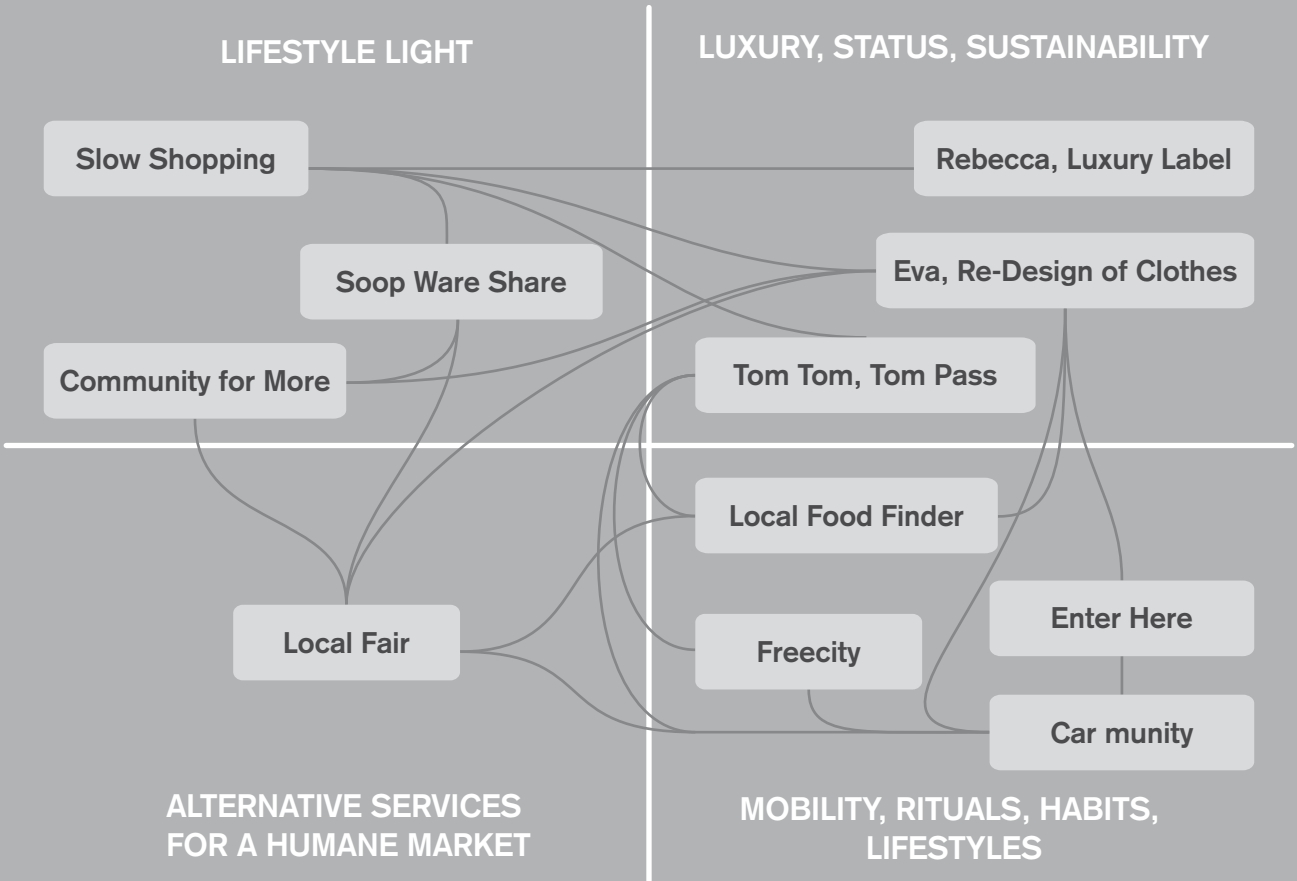 LIFESTYLE LIGHT
LUXURY, STATUS, SUSTAINABILITY
Slow Shopping
Rebecca, Luxury Label
Soop Ware Share
Eva, Re-Design of Clothes
Community for More
Tom Tom, Tom Pass
Local Food Finder
Local Fair
Freecity
Enter Here
Car munity
ALTERNATIVE SERVICES
FOR A HUMANE MARKET
MOBILITY, RITUALS, HABITS,
LIFESTYLES